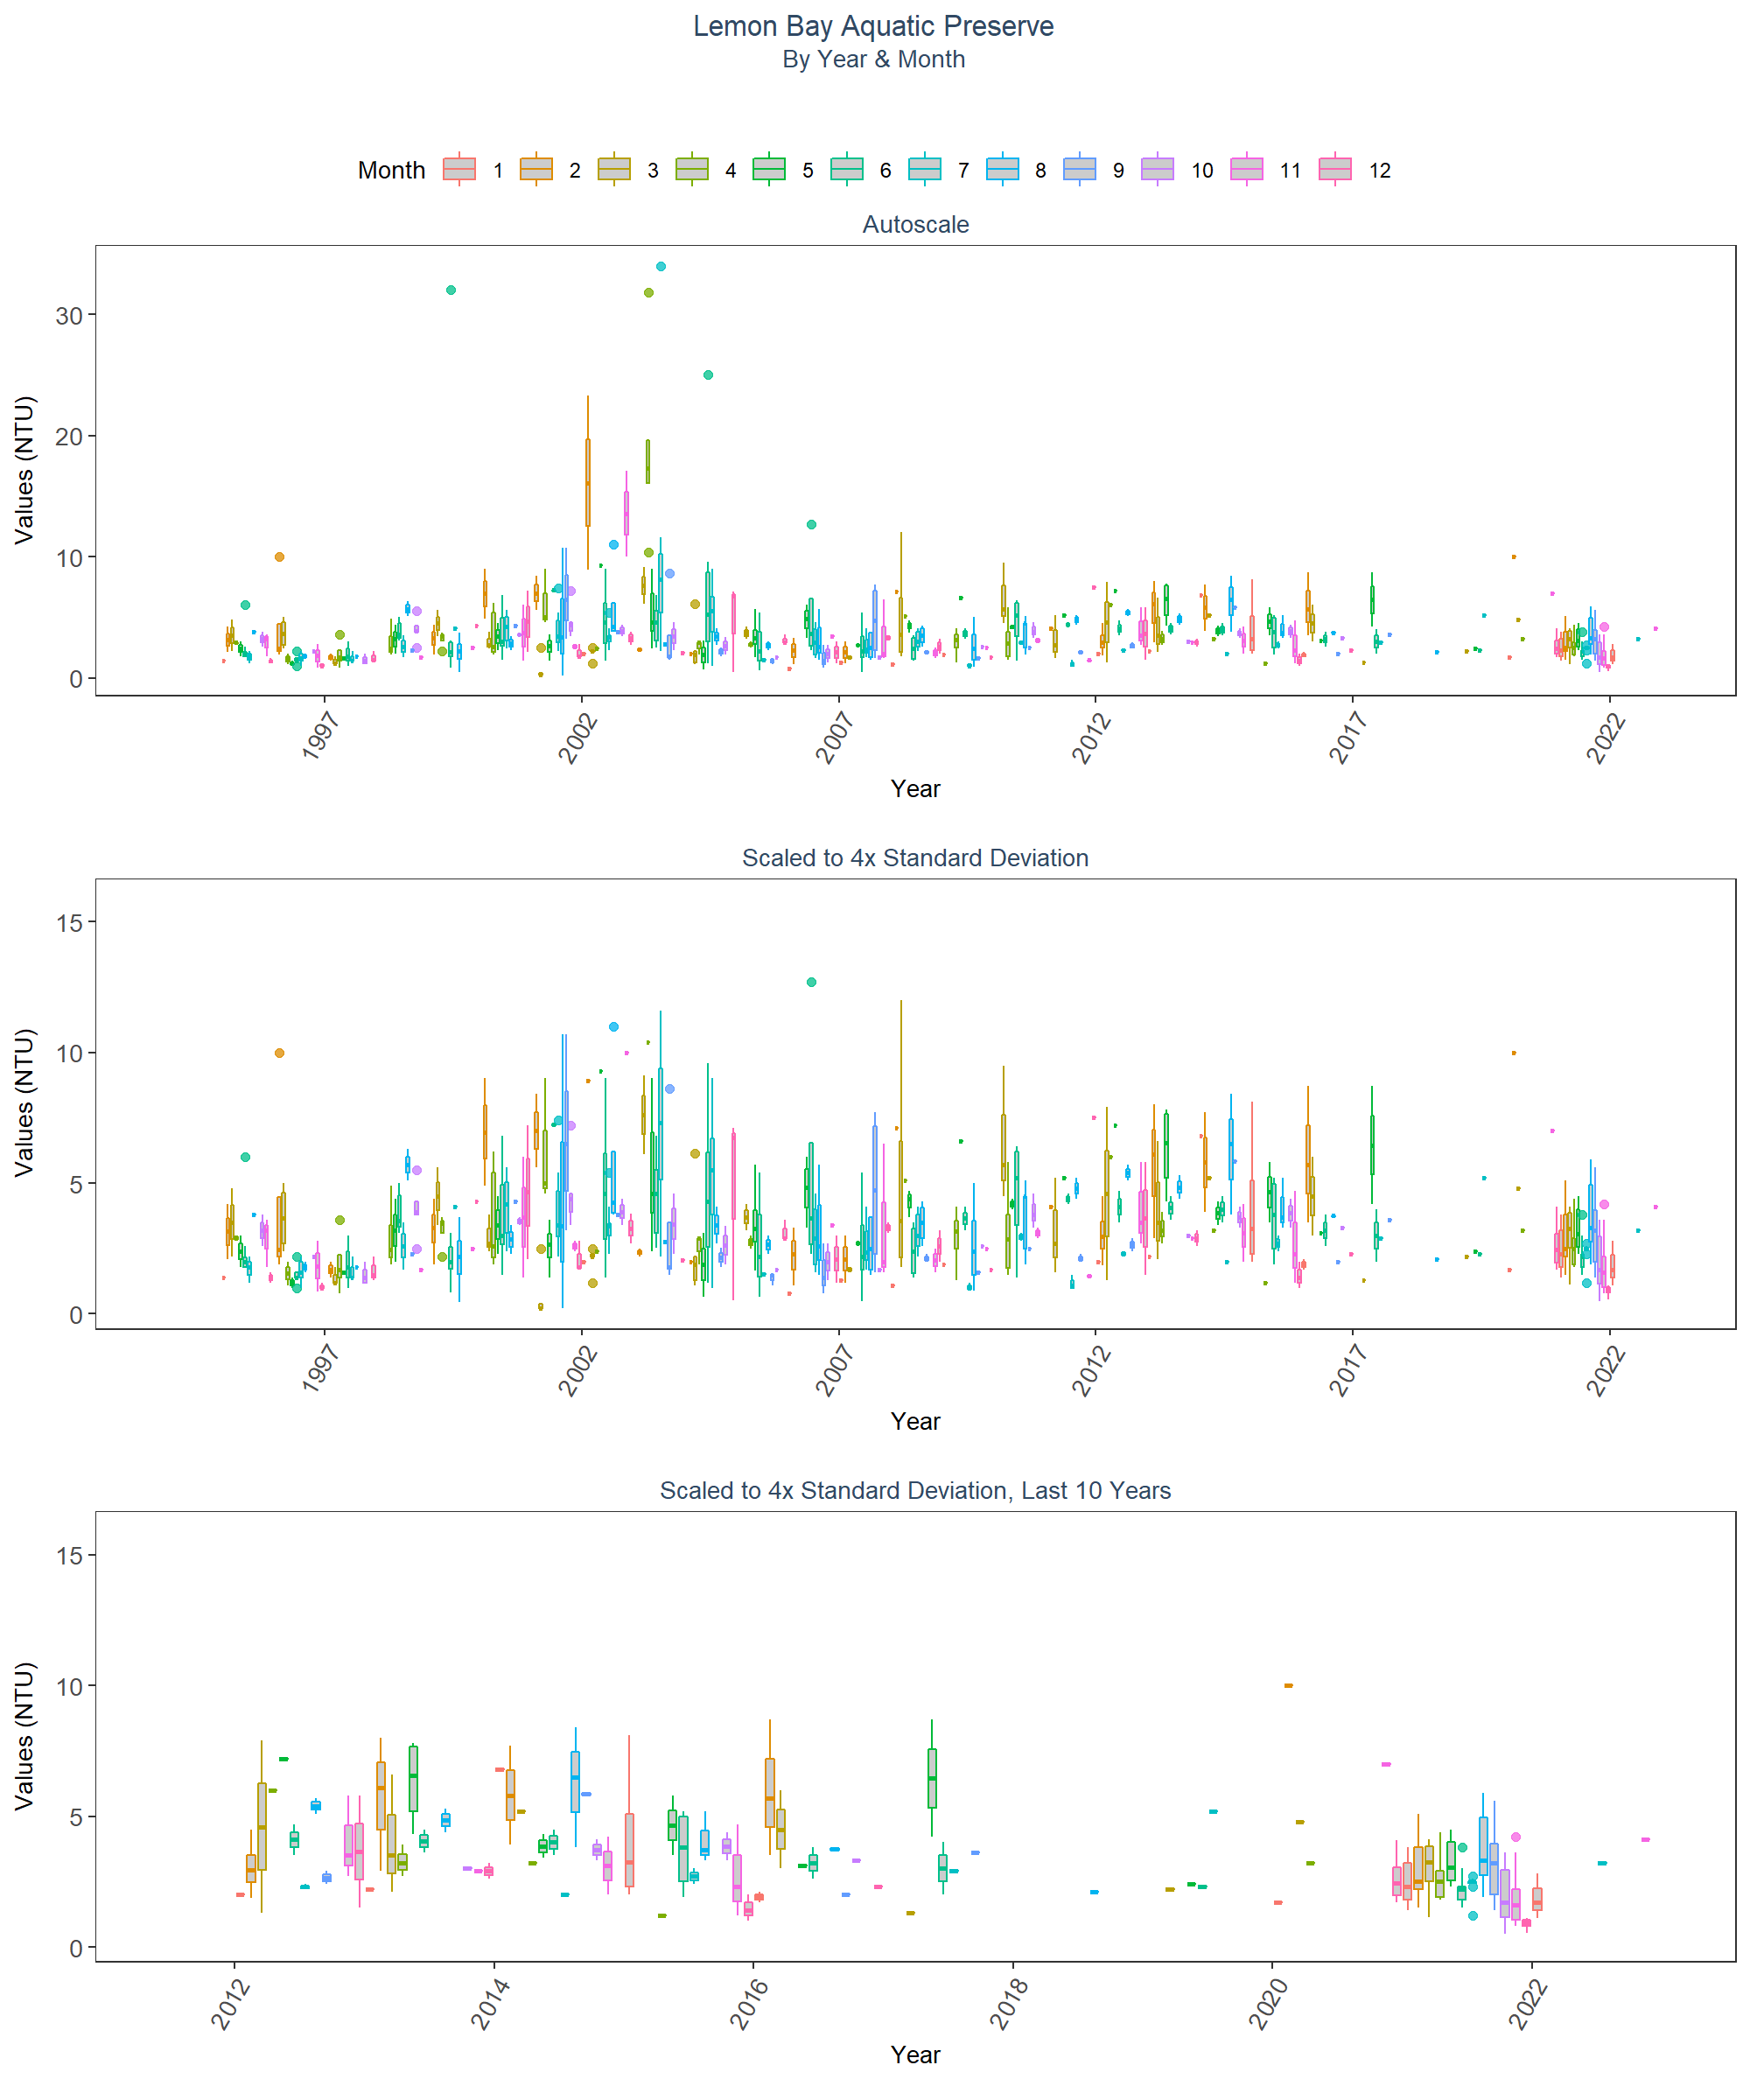 Lemon Bay Aquatic Preserve
By Year & Month
Month 1 2 3 4 5 6 7 8 9 10 11 12
Autoscale
30
20
10
0
Values (NTU)
1997 2002 2007 2012 2017 2022
Year
Scaled to 4x Standard Deviation
15
10
5
0
Values (NTU)
1997 2002 2007 2012 2017 2022
Year
Scaled to 4x Standard Deviation, Last 10 Years
15
10
5
0
Values (NTU)
2012 2014 2016 2018 2020 2022
Year